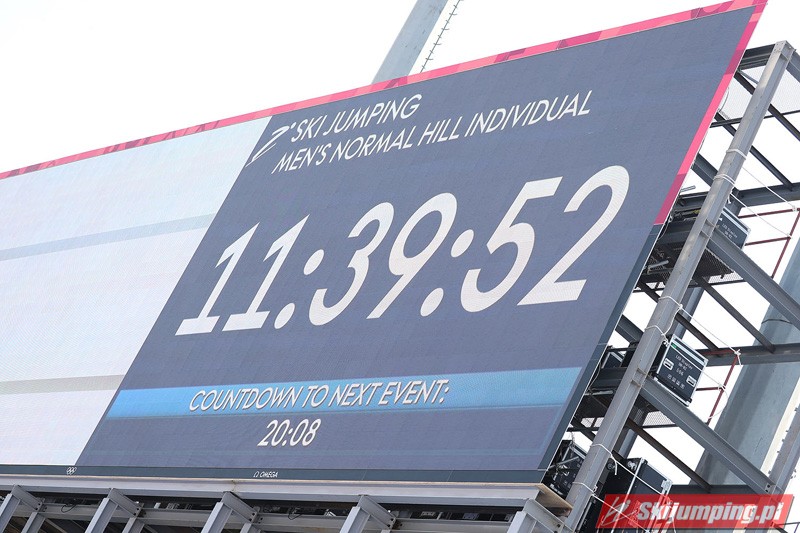 SKI JUMPING
MEN'S NORMAL HILL INDIVIDUAL
11:39:52
COUNTDOWN TO NEXT EVENT:
20:08
Ω OMEGA
Skijumping.pl